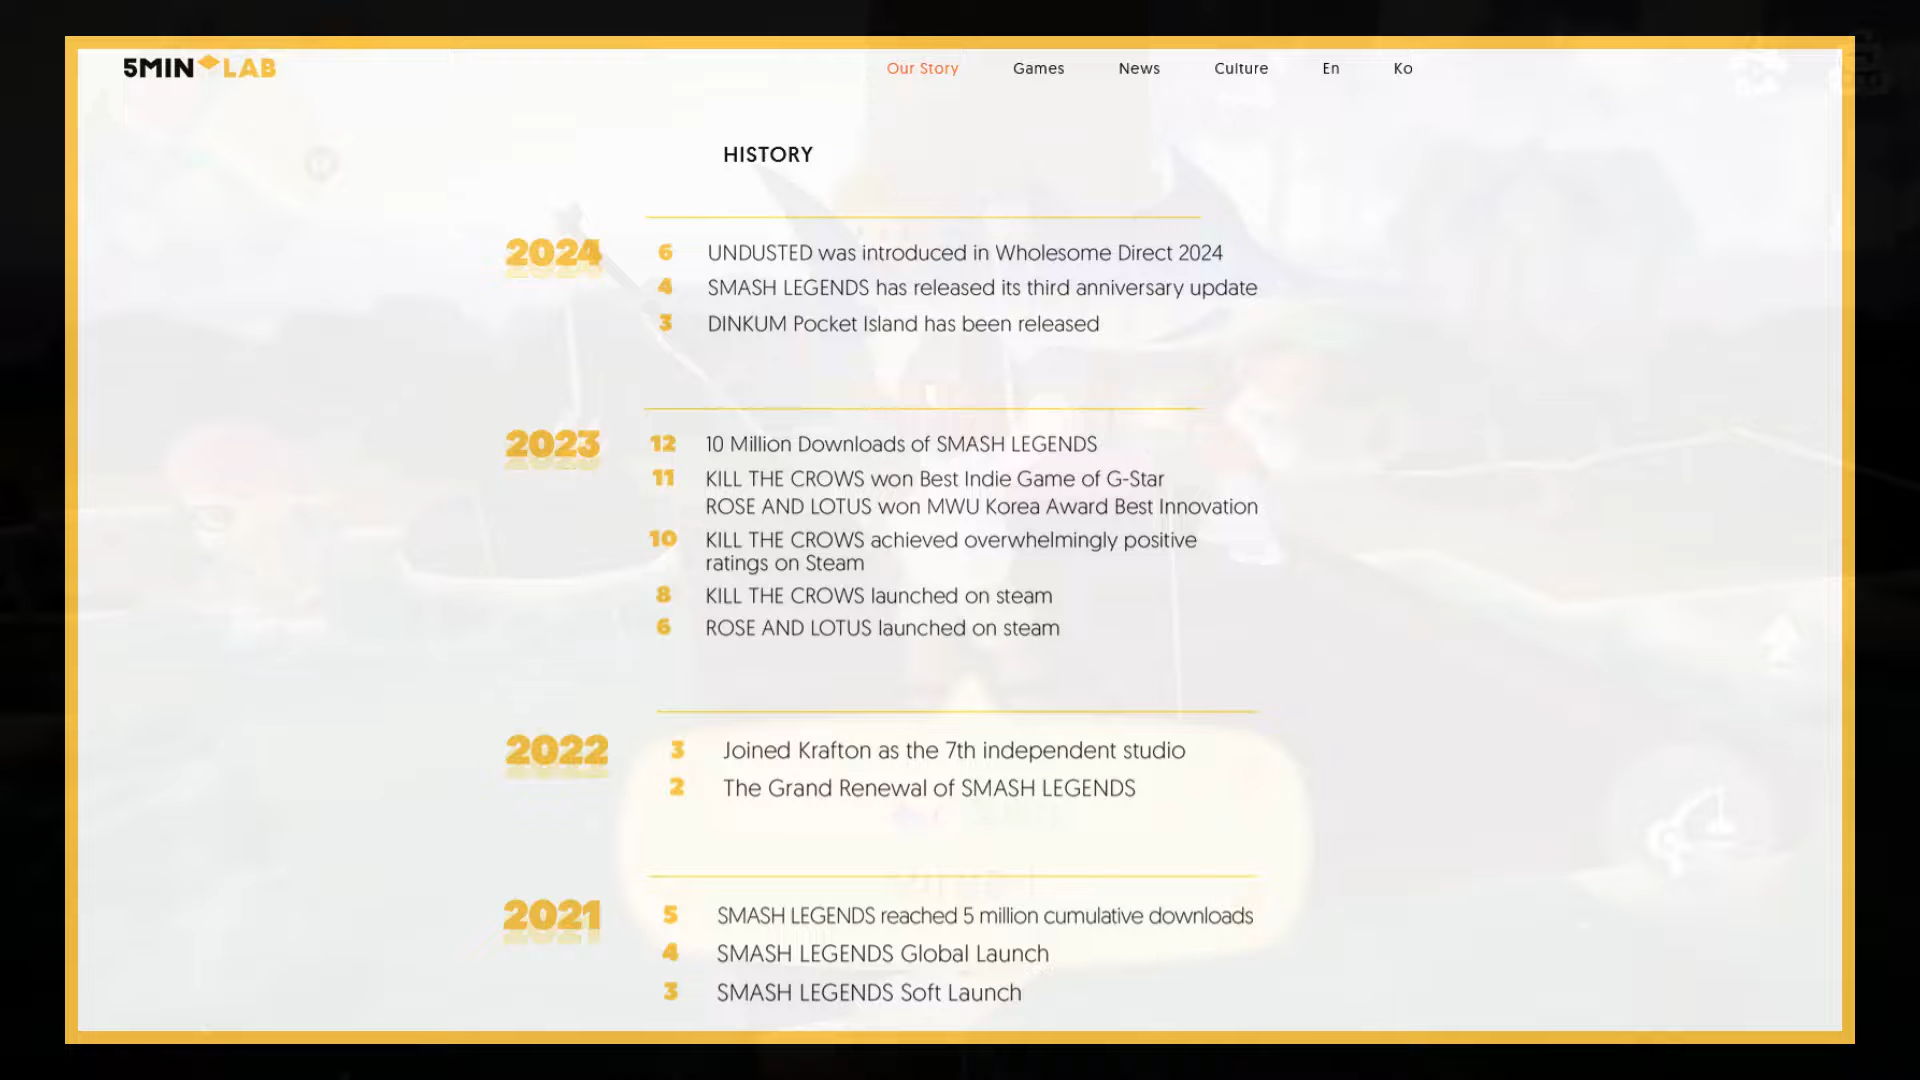 5MIN LAB
Our Story Games News Culture En Ko
HISTORY
2024 6 UNDUSTED was introduced in Wholesome Direct 2024
4 SMASH LEGENDS has released its third anniversary update
3 DINKUM Pocket Island has been released
2023 12 10 Million Downloads of SMASH LEGENDS
11 KILL THE CROWS won Best Indie Game of G-Star
ROSE AND LOTUS won MWU Korea Award Best Innovation
10 KILL THE CROWS achieved overwhelmingly positive
ratings on Steam
8 KILL THE CROWS launched on steam
6 ROSE AND LOTUS launched on steam
2022 3 Joined Krafton as the 7th independent studio
2 The Grand Renewal of SMASH LEGENDS
2021 5 SMASH LEGENDS reached 5 million cumulative downloads
4 SMASH LEGENDS Global Launch
3 SMASH LEGENDS Soft Launch